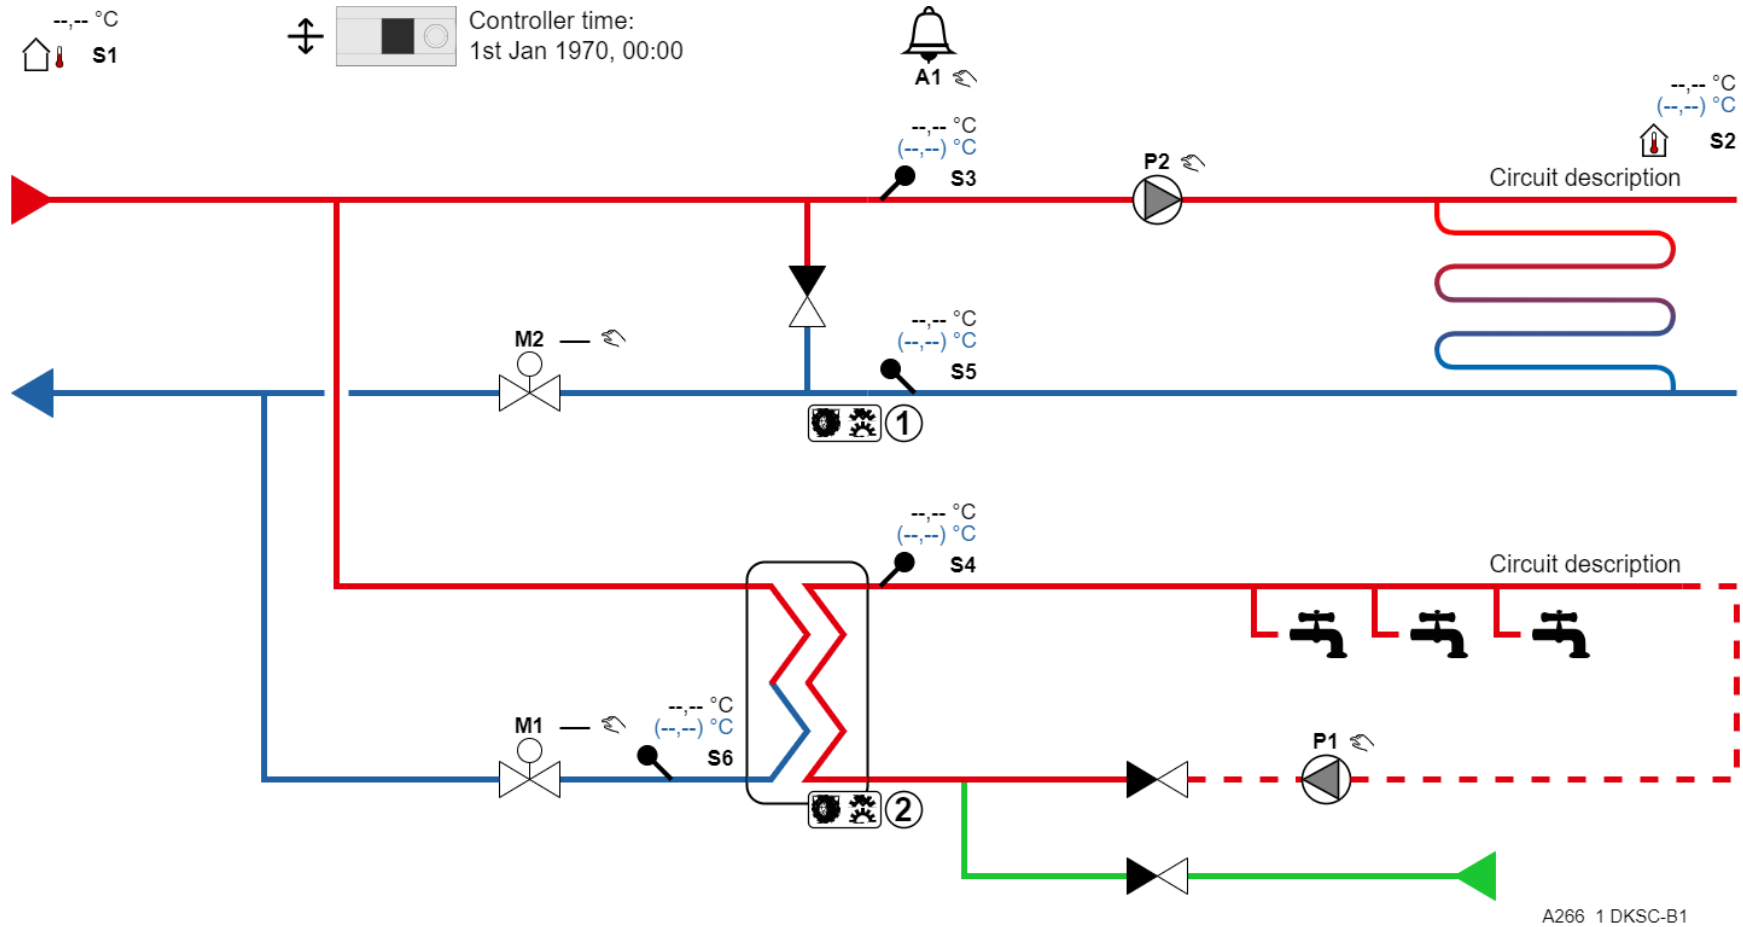 --,-- °C
S1
Controller time:
1st Jan 1970, 00:00
A1
--,-- °C
(--,--) °C
S2
--,-- °C
(--,--) °C
S3
P2
Circuit description
M2
--,-- °C
(--,--) °C
S5
1
--,-- °C
(--,--) °C
S4
Circuit description
M1
--,-- °C
(--,--) °C
S6
P1
2
A266 1 DKSC-B1